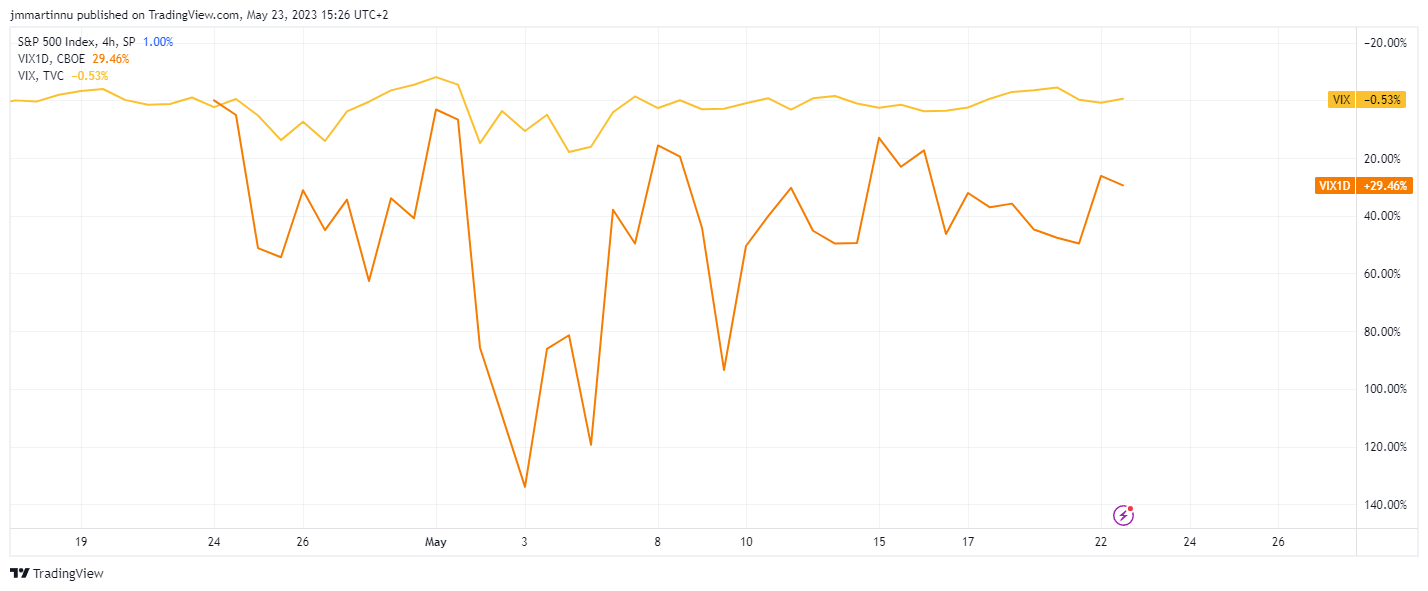 jmmartinnu published on TradingView.com, May 23, 2023 15:26 UTC+2
S&P 500 Index, 4h, SP 1.00%
VIX1D, CBOE 29.46%
VIX, TVC −0.53%
−20.00%
VIX −0.53%
20.00%
VIX1D +29.46%
40.00%
60.00%
80.00%
100.00%
120.00%
140.00%
19 24 26 May 3 8 10 15 17 22 24 26
TradingView